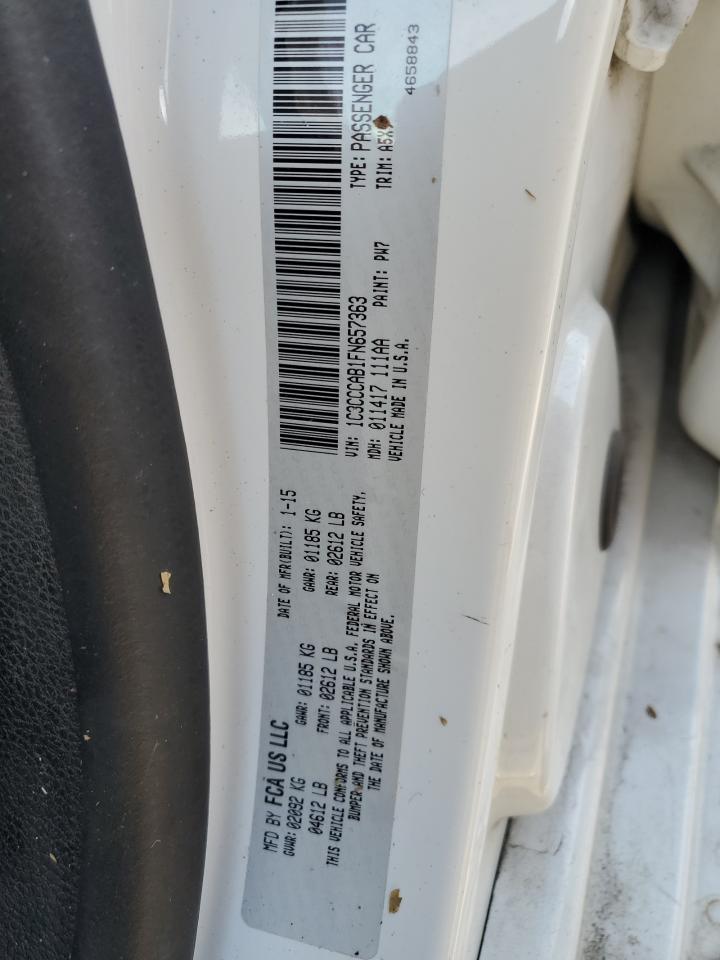 MFD BY FCA US LLC
DATE OF MFR(BUILT): 1-15
GVWR: 02092 KG
GAWR: 01185 KG
GAWR: 01185 KG
04612 LB
FRONT: 02612 LB
REAR: 02612 LB
THIS VEHICLE CONFORMS TO ALL APPLICABLE U.S.A. FEDERAL MOTOR VEHICLE SAFETY,
BUMPER AND THEFT PREVENTION STANDARDS IN EFFECT ON
THE DATE OF MANUFACTURE SHOWN ABOVE.
VIN: 1C3CCCAB1FN657363
TYPE: PASSENGER CAR
MDH: 011417 111AA
PAINT: PW7
TRIM:
VEHICLE MADE IN U.S.A.
4658843